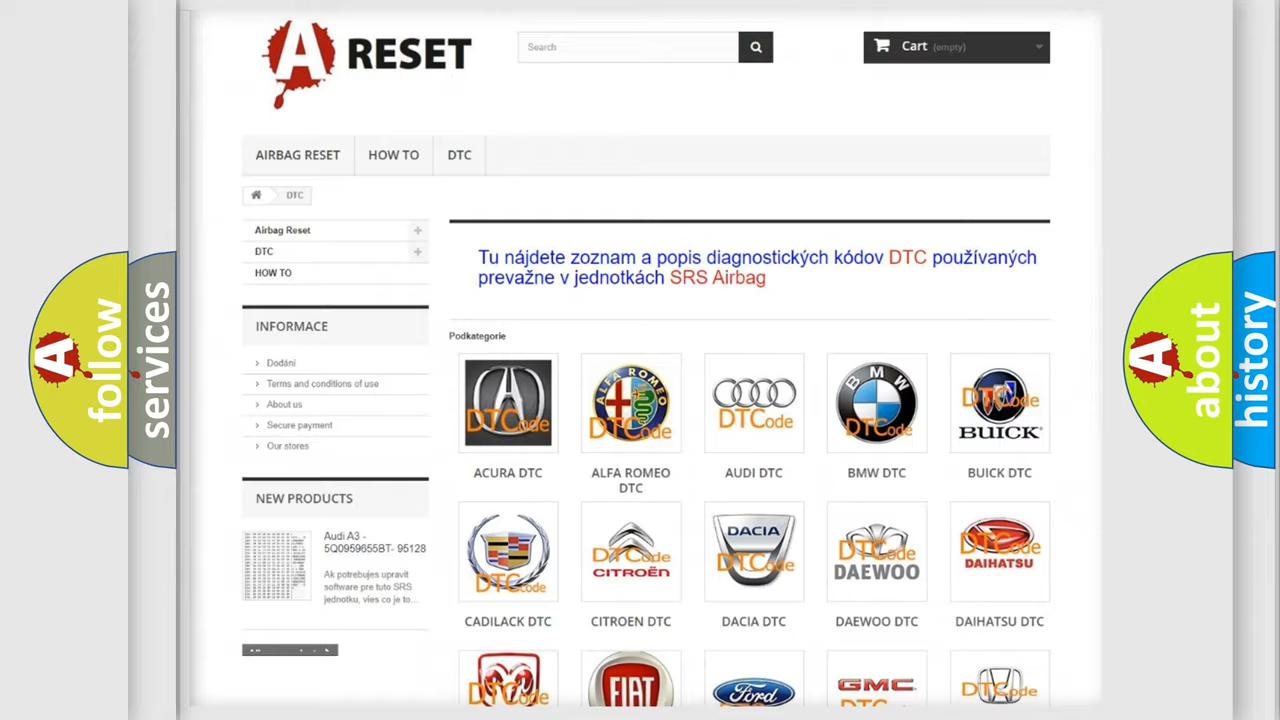 A RESET
Search
Cart (empty)
AIRBAG RESET
HOW TO
DTC
DTC
Airbag Reset
DTC
HOW TO
Tu nájdete zoznam a popis diagnostických kódov DTC používaných
prevažne v jednotkách SRS Airbag
INFORMACE
Dodání
Terms and conditions of use
About us
Secure payment
Our stores
NEW PRODUCTS
Audi A3 -
5Q0959655BT- 95128
Ak potrebujes upravit
software pre tuto SRS
jednotku, vies co je to...
Podkategorie
DTCode
ALFA ROMEO
DTCode
DTCode
BMW
DTCode
DTCode
BUICK
ACURA DTC
ALFA ROMEO
DTC
AUDI DTC
BMW DTC
BUICK DTC
DTCode
DTCode
CITROËN
DACIA
DTCode
DTCode
DAEWOO
DTCode
DAIHATSU
CADILACK DTC
CITROEN DTC
DACIA DTC
DAEWOO DTC
DAIHATSU DTC
DTCode
FIAT
Ford
GMC
DTCode
A follow
services
A about
history